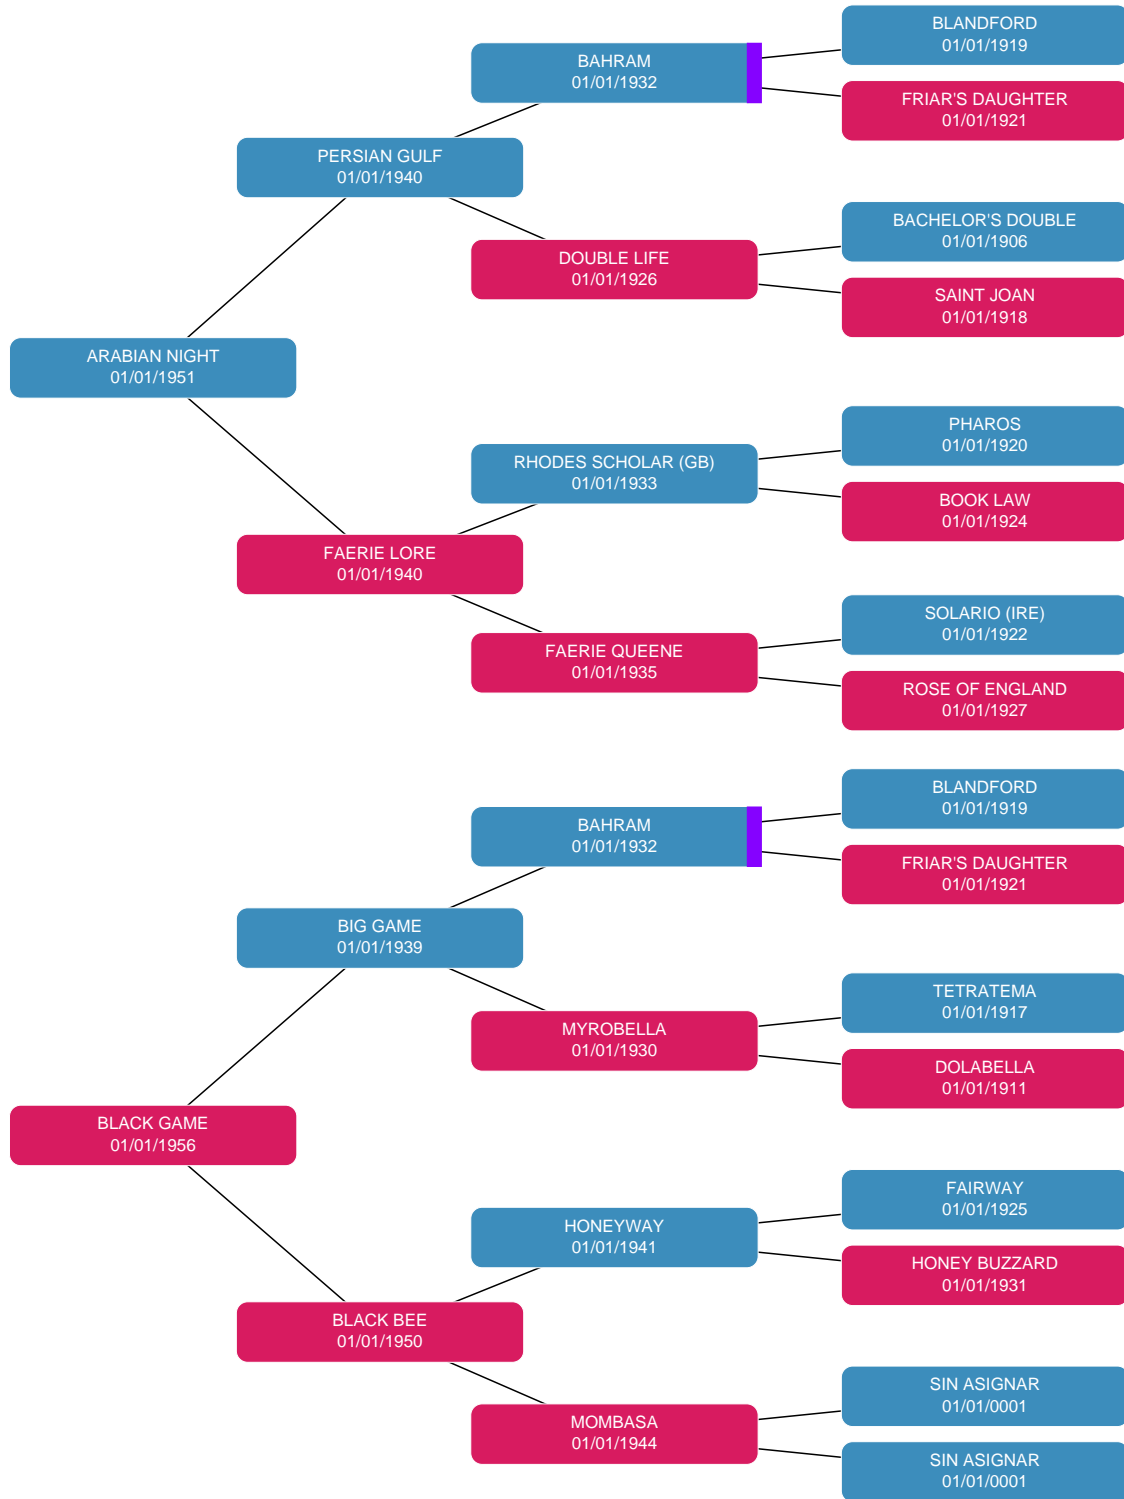 BLANDFORD
01/01/1919
BAHRAM
01/01/1932
FRIAR'S DAUGHTER
01/01/1921
PERSIAN GULF
01/01/1940
BACHELOR'S DOUBLE
01/01/1906
DOUBLE LIFE
01/01/1926
SAINT JOAN
01/01/1918
ARABIAN NIGHT
01/01/1951
PHAROS
01/01/1920
RHODES SCHOLAR (GB)
01/01/1933
BOOK LAW
01/01/1924
FAERIE LORE
01/01/1940
SOLARIO (IRE)
01/01/1922
FAERIE QUEENE
01/01/1935
ROSE OF ENGLAND
01/01/1927
BLANDFORD
01/01/1919
BAHRAM
01/01/1932
FRIAR'S DAUGHTER
01/01/1921
BIG GAME
01/01/1939
TETRATEMA
01/01/1917
MYROBELLA
01/01/1930
DOLABELLA
01/01/1911
BLACK GAME
01/01/1956
FAIRWAY
01/01/1925
HONEYWAY
01/01/1941
HONEY BUZZARD
01/01/1931
BLACK BEE
01/01/1950
SIN ASIGNAR
01/01/0001
MOMBASA
01/01/1944
SIN ASIGNAR
01/01/0001